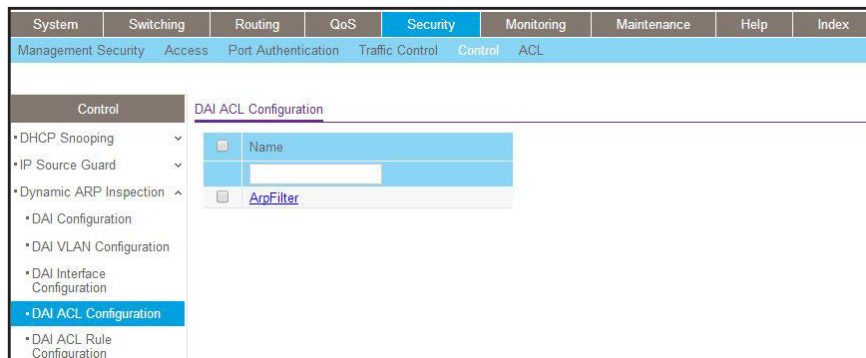 System Switching Routing QoS Security Monitoring Maintenance Help Index
Management Security Access Port Authentication Traffic Control Control ACL
Control
DHCP Snooping
IP Source Guard
Dynamic ARP Inspection
DAI Configuration
DAI VLAN Configuration
DAI Interface
Configuration
DAI ACL Configuration
DAI ACL Rule
Configuration
DAI ACL Configuration
Name
ArpFilter